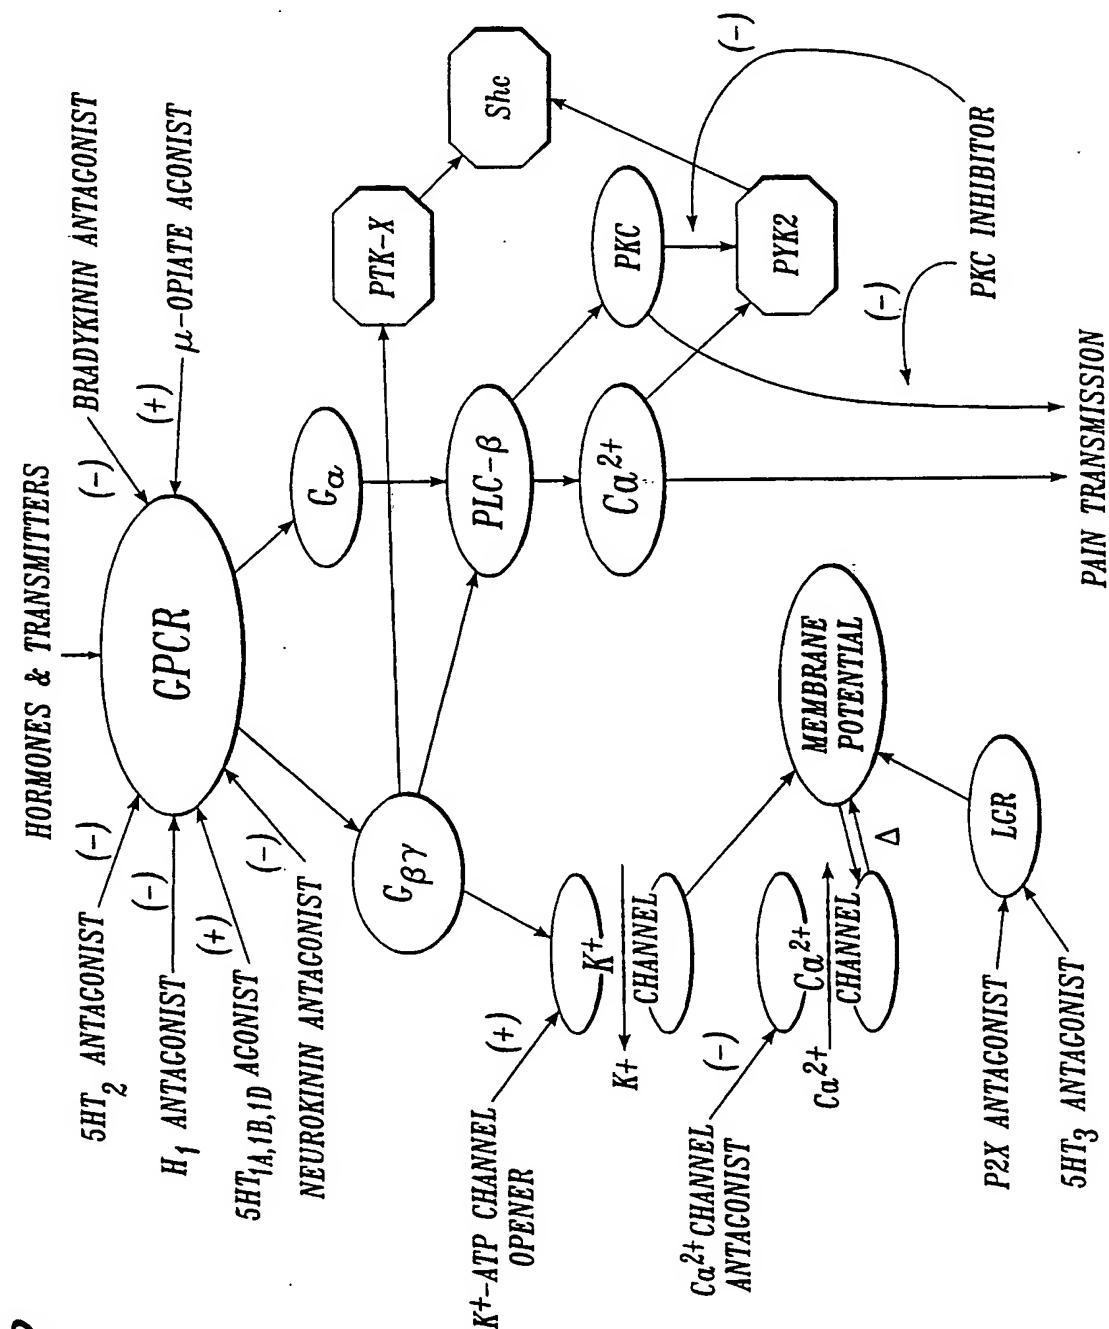 HORMONES & TRANSMITTERS
BRADYKININ ANTAGONIST
(-)
μ-OPIATE AGONIST
(+)
5HT2 ANTAGONIST
(-)
H1 ANTAGONIST
(-)
5HT1A,1B,1D AGONIST
(+)
NEUROKININ ANTAGONIST
(-)
GPCR
Gα
Gβγ
PTK-X
Shc
PLC-β
PKC
Ca2+
PYK2
(-)
(-)
PKC INHIBITOR
PAIN TRANSMISSION
K+-ATP CHANNEL
OPENER
(+)
K+
K+
CHANNEL
Ca2+ CHANNEL
ANTAGONIST
(-)
Ca2+
Ca2+
CHANNEL
MEMBRANE
POTENTIAL
Δ
LGR
P2X ANTAGONIST
5HT3 ANTAGONIST